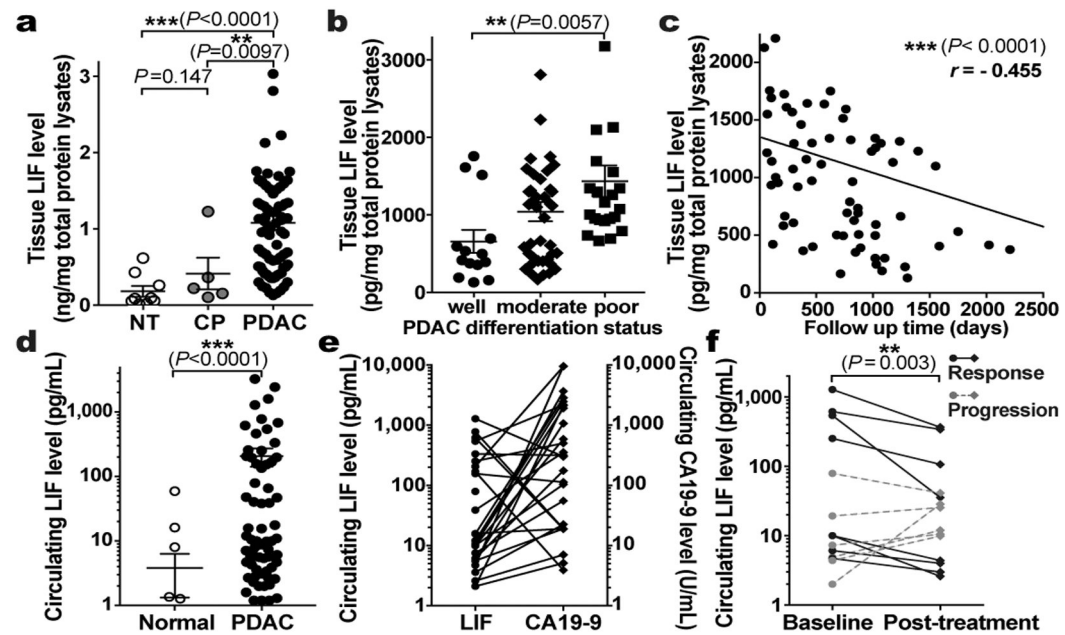 a
***(P<0.0001)
**
(P=0.0097)
P=0.147
Tissue LIF level
(ng/mg total protein lysates)
3
2
1
0
NT CP PDAC
b
**(P=0.0057)
Tissue LIF level
(pg/mg total protein lysates)
3000
2000
1000
0
well moderate poor
PDAC differentiation status
c
***(P< 0.0001)
r = - 0.455
Tissue LIF level
(pg/mg total protein lysates)
2000
1500
1000
500
0
0 500 1000 1500 2000 2500
Follow up time (days)
d
***
(P<0.0001)
Circulating LIF level (pg/mL)
1,000
100
10
1
Normal PDAC
e
Circulating LIF level (pg/mL)
10,000
1,000
100
10
1
10,000
1,000
100
10
1
Circulating CA19-9 level (U/mL)
LIF CA19-9
f
**
(P=0.003)
Response
Progression
Circulating LIF level (pg/mL)
1,000
100
10
1
Baseline Post-treatment